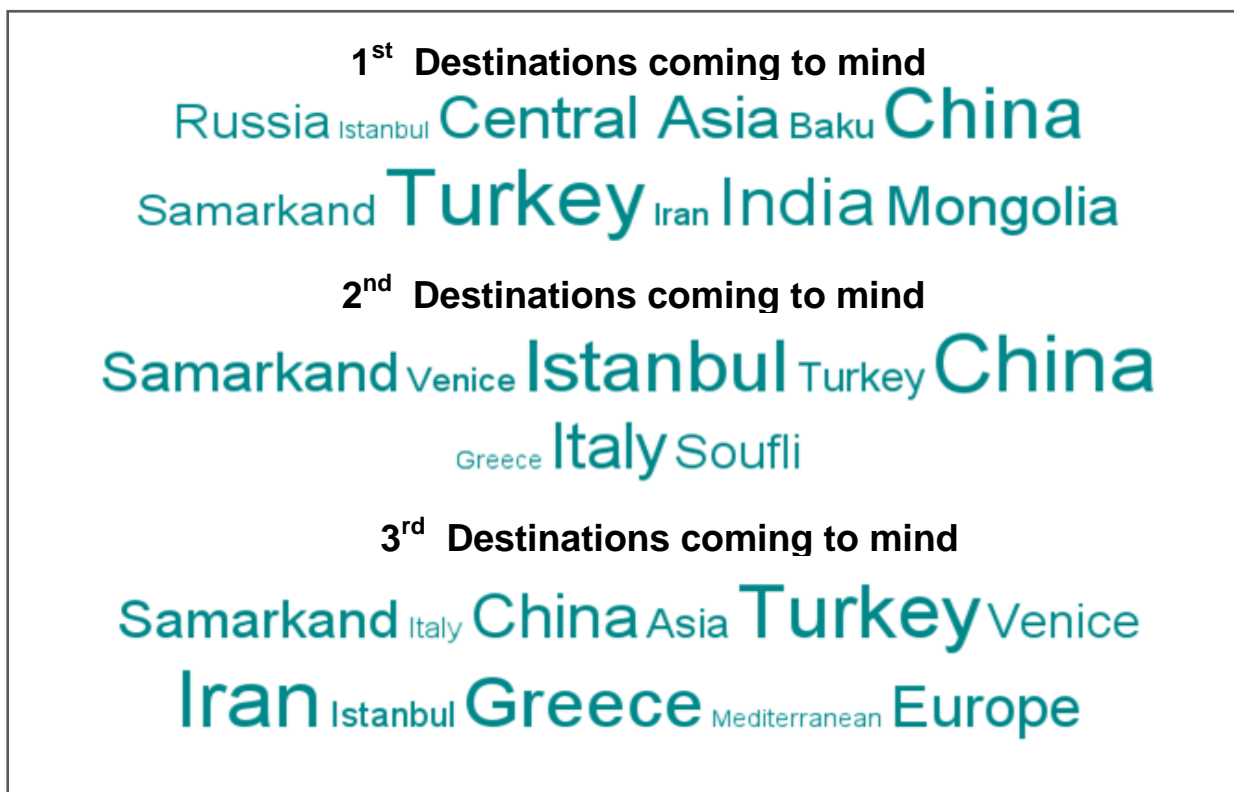 1st Destinations coming to mind
Russia Istanbul Central Asia Baku China
Samarkand Turkey Iran India Mongolia
2nd Destinations coming to mind
Samarkand Venice Istanbul Turkey China
Greece Italy Soufli
3rd Destinations coming to mind
Samarkand Italy China Asia Turkey Venice
Iran Istanbul Greece Mediterranean Europe